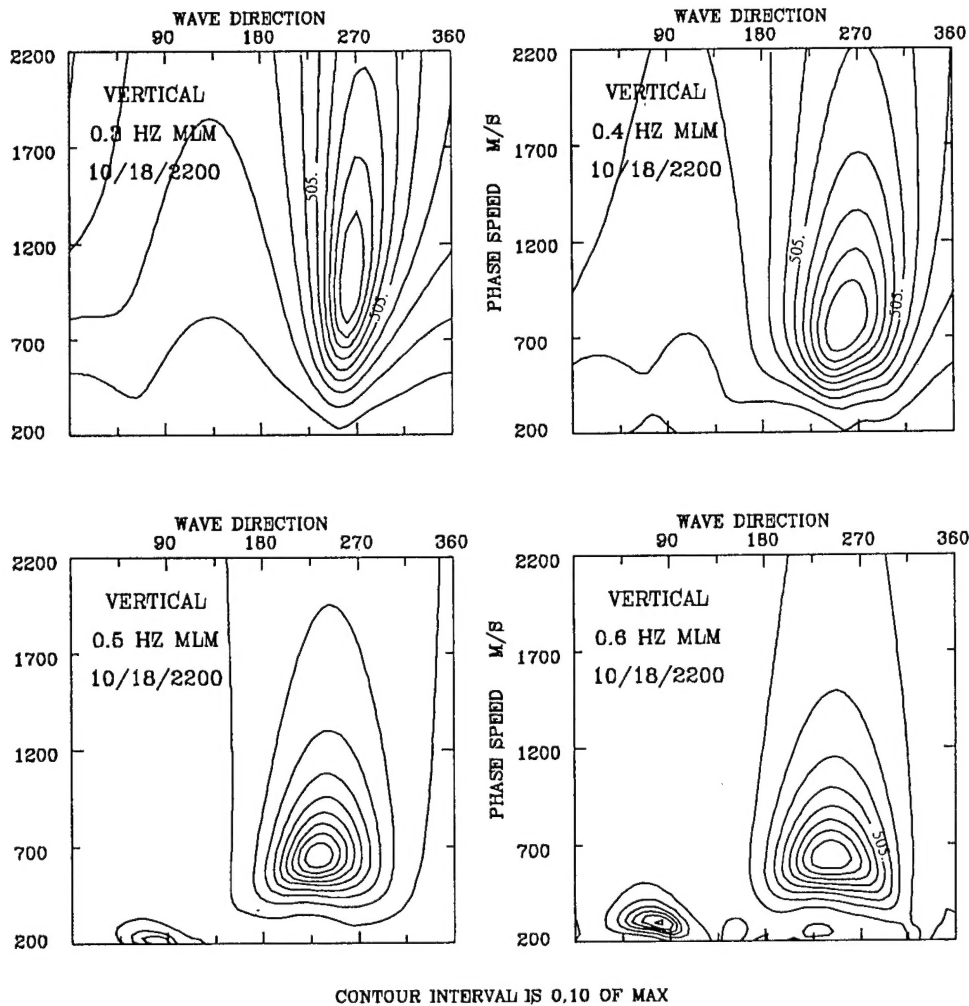 WAVE DIRECTION
90 180 270 360
2200
1700
1200
700
200
VERTICAL
0.3 HZ MLM
10/18/2200
505.
505.
WAVE DIRECTION
90 180 270 360
PHASE SPEED M/S
2200
1700
1200
700
200
VERTICAL
0.4 HZ MLM
10/18/2200
505.
505.
WAVE DIRECTION
90 180 270 360
2200
1700
1200
700
200
VERTICAL
0.5 HZ MLM
10/18/2200
WAVE DIRECTION
90 180 270 360
PHASE SPEED M/S
2200
1700
1200
700
200
VERTICAL
0.6 HZ MLM
10/18/2200
505.
CONTOUR INTERVAL IS 0.10 OF MAX